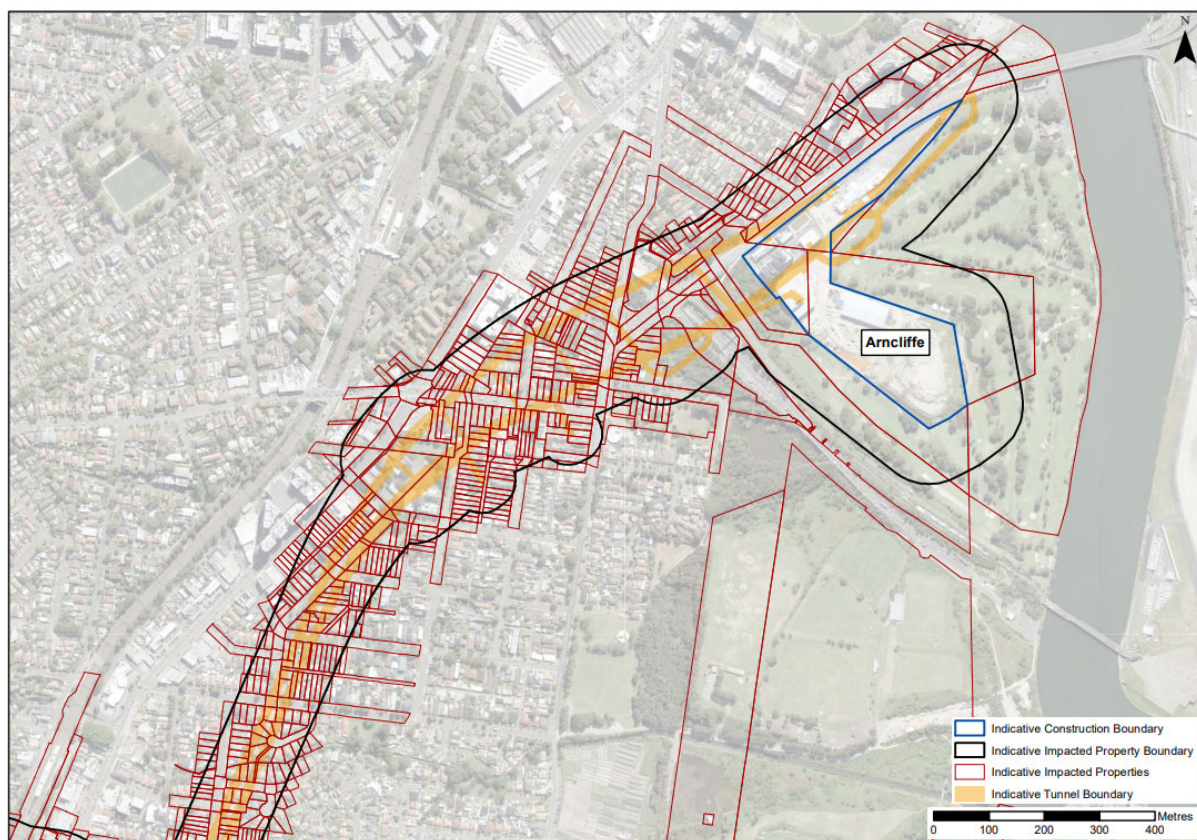 N
Arncliffe
Indicative Construction Boundary
Indicative Impacted Property Boundary
Indicative Impacted Properties
Indicative Tunnel Boundary
Metres
0 100 200 300 400